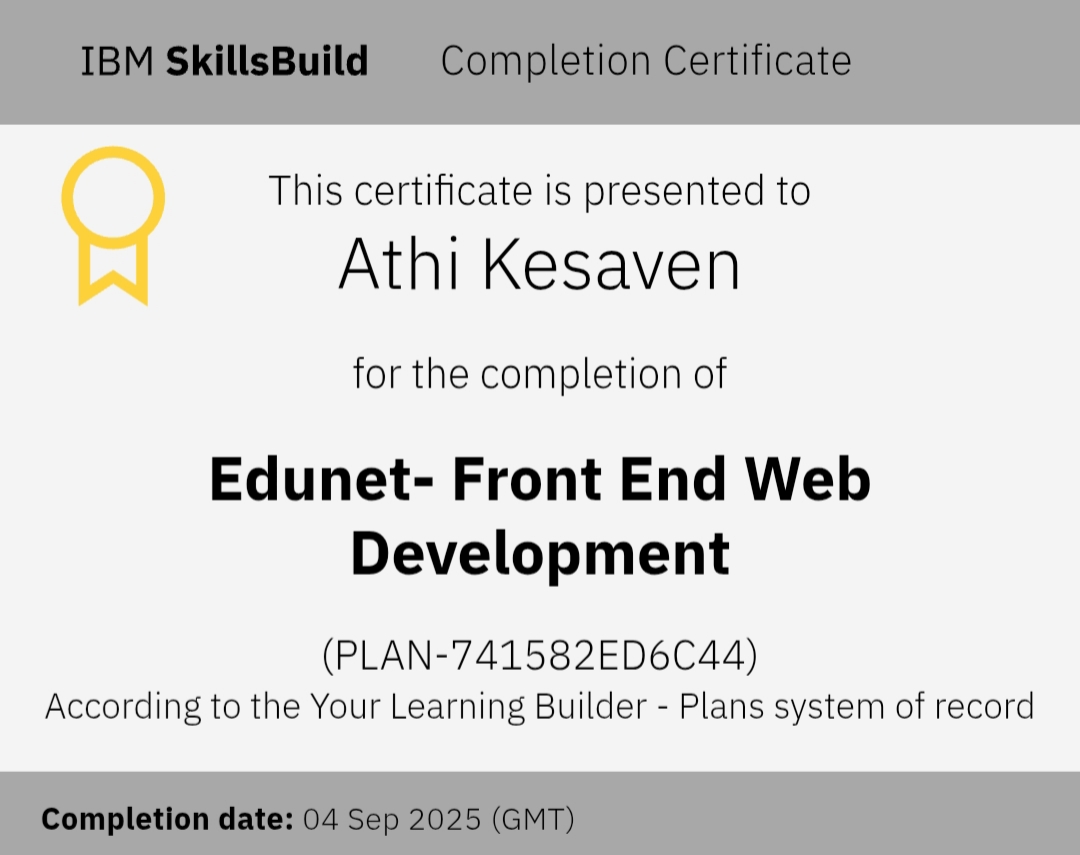 IBM SkillsBuild Completion Certificate
This certificate is presented to
Athi Kesaven
for the completion of
Edunet- Front End Web
Development
(PLAN-741582ED6C44)
According to the Your Learning Builder - Plans system of record
Completion date: 04 Sep 2025 (GMT)